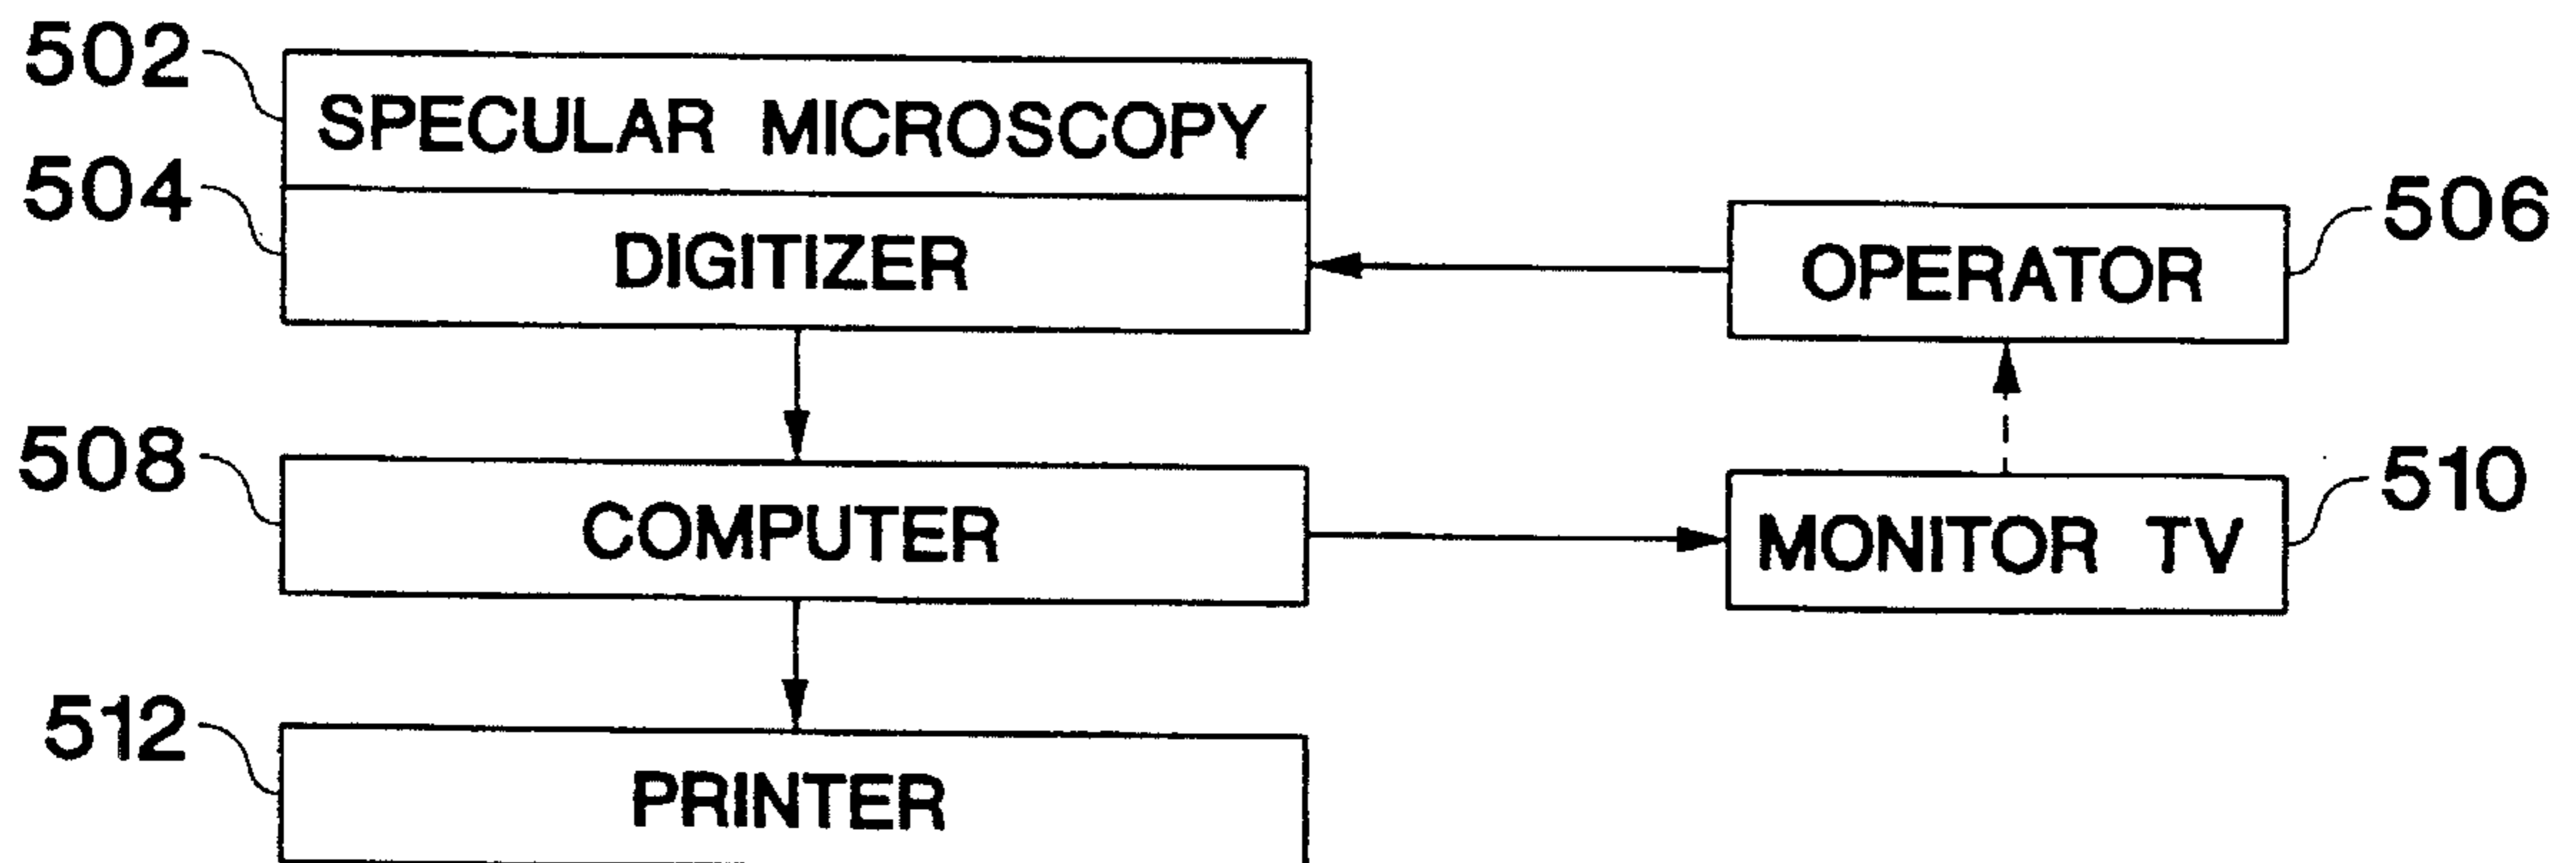 502
SPECULAR MICROSCOPY
504
DIGITIZER
OPERATOR
506
508
COMPUTER
MONITOR TV
510
512
PRINTER